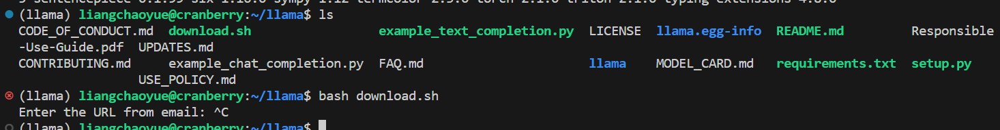 5 sentencepiece-0.1.99 six-1.16.0 sympy-1.12 termcolor-2.3.0 torch-2.1.0 triton-2.1.0 typing-extensions-4.8.0
(llama) liangchaoyue@cranberry:~/llama$ ls
CODE_OF_CONDUCT.md  download.sh                 example_text_completion.py  LICENSE  llama.egg-info  README.md         Responsible
-Use-Guide.pdf  UPDATES.md
CONTRIBUTING.md     example_chat_completion.py  FAQ.md                      llama    MODEL_CARD.md   requirements.txt  setup.py
                USE_POLICY.md
(llama) liangchaoyue@cranberry:~/llama$ bash download.sh
Enter the URL from email: ^C
(llama) liangchaoyue@cranberry:~/llama$